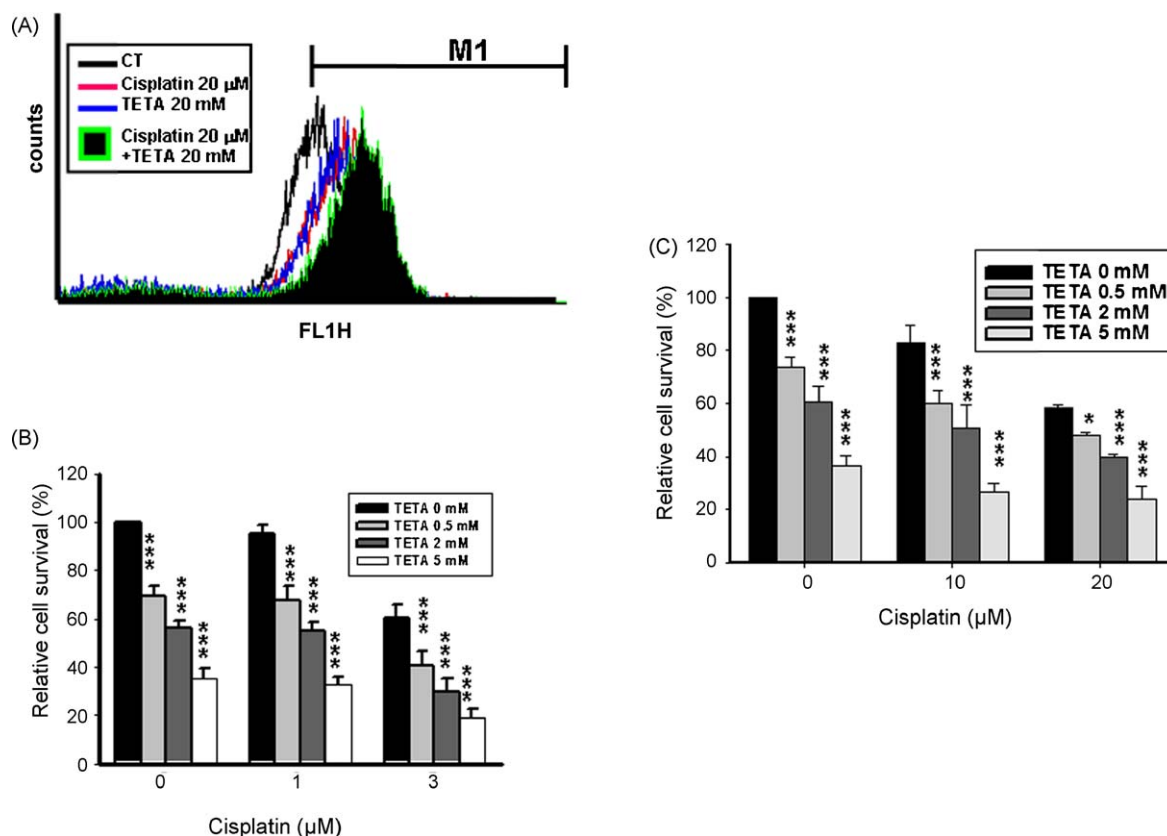 (A)
CT
Cisplatin 20 µM
TETA 20 mM
Cisplatin 20 µM
+TETA 20 mM
M1
counts
FL1H
(B)
Relative cell survival (%)
120
100
80
60
40
20
0
TETA 0 mM
TETA 0.5 mM
TETA 2 mM
TETA 5 mM
***
***
***
***
***
***
***
***
***
0
1
3
Cisplatin (µM)
(C)
Relative cell survival (%)
120
100
80
60
40
20
0
TETA 0 mM
TETA 0.5 mM
TETA 2 mM
TETA 5 mM
***
***
***
***
***
***
*
***
***
0
10
20
Cisplatin (µM)